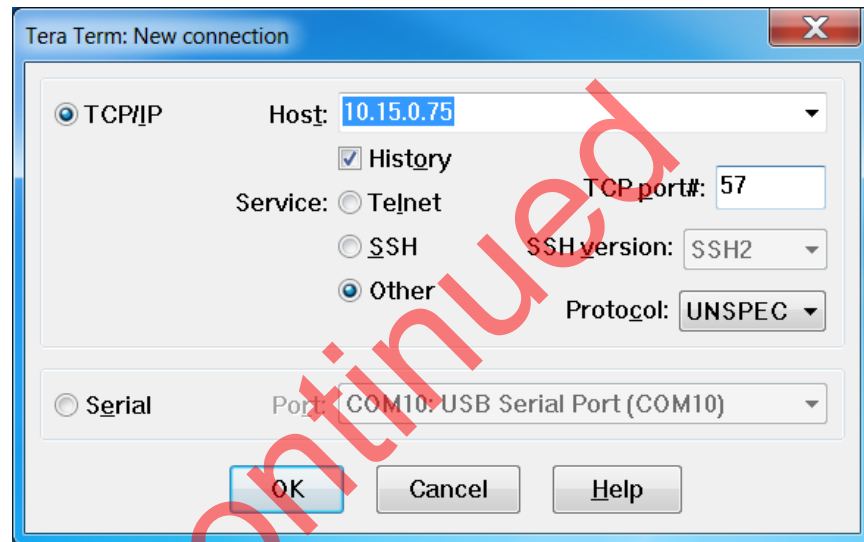 Tera Term: New connection
TCP/IP Host: 10.15.0.75
History
TCP port#: 57
Service: Telnet
SSH SSH version: SSH2
Other
Protocol: UNSPEC
Serial Port: COM10: USB Serial Port (COM10)
OK Cancel Help
ontinued